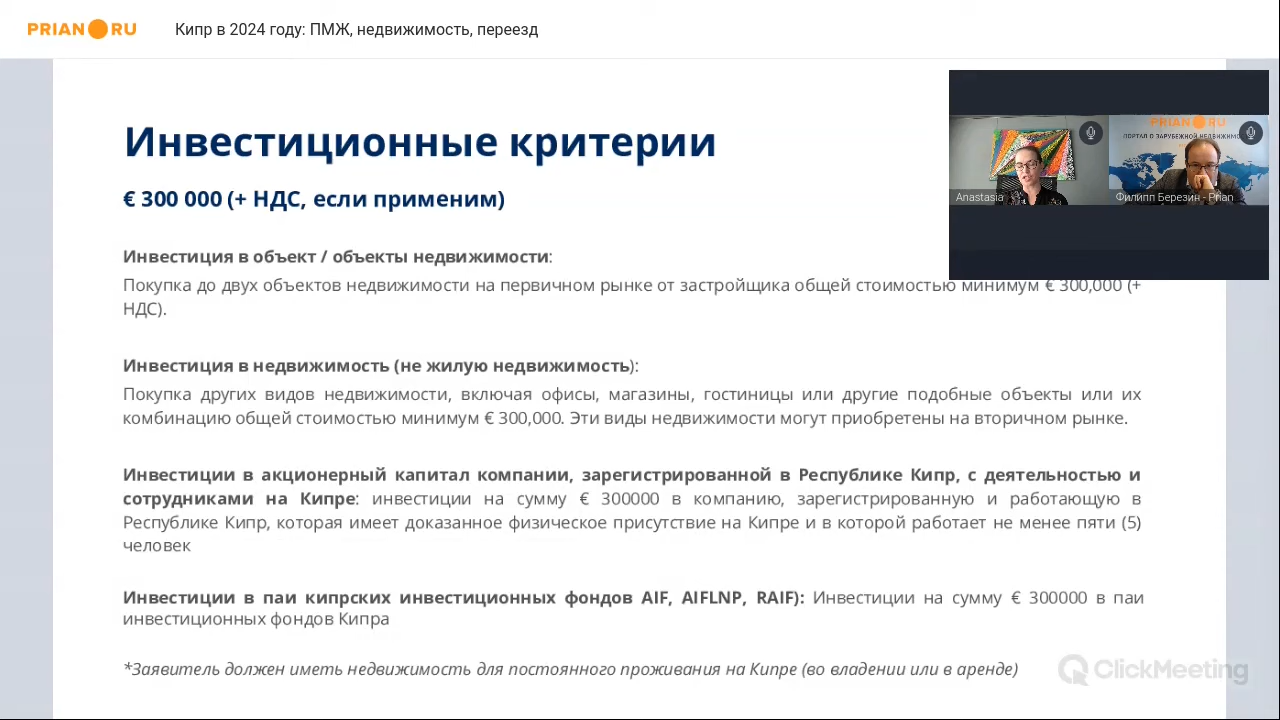 PRIAN RU
Кипр в 2024 году: ПМЖ, недвижимость, переезд
Инвестиционные критерии
€ 300 000 (+ НДС, если применим)
PRIAN RU
ПОРТАЛ О ЗАРУБЕЖНОЙ
Anastasia
Филипп Березин - Prian
Инвестиция в объект / объекты недвижимости:
Покупка до двух объектов недвижимости на первичном рынке от застройщика общей стоимостью минимум € 300,000 (+
НДС).
Инвестиция в недвижимость (не жилую недвижимость):
Покупка других видов недвижимости, включая офисы, магазины, гостиницы или другие подобные объекты или их
комбинацию общей стоимостью минимум € 300,000. Эти виды недвижимости могут приобретены на вторичном рынке.
Инвестиции в акционерный капитал компании, зарегистрированной в Республике Кипр, с деятельностью и
сотрудниками на Кипре: инвестиции на сумму € 300000 в компанию, зарегистрированную и работающую в
Республике Кипр, которая имеет доказанное физическое присутствие на Кипре и в которой работает не менее пяти (5)
человек
Инвестиции в паи кипрских инвестиционных фондов AIF, AIFLNP, RAIF): Инвестиции на сумму € 300000 в паи
инвестиционных фондов Кипра
*Заявитель должен иметь недвижимость для постоянного проживания на Кипре (во владении или в аренде)
ClickMeeting